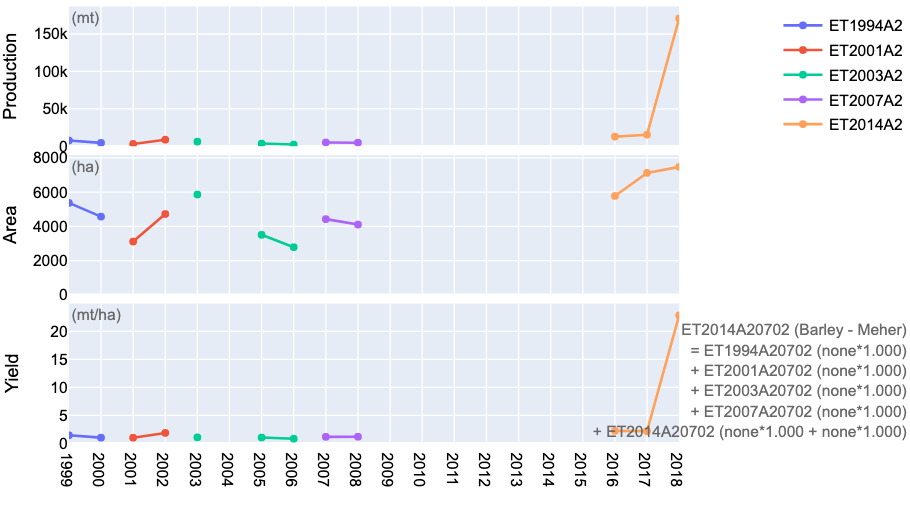 (mt)
Production
150k
100k
50k
0
ET1994A2
ET2001A2
ET2003A2
ET2007A2
ET2014A2
(ha)
Area
8000
6000
4000
2000
0
(mt/ha)
Yield
20
15
10
5
0
ET2014A20702 (Barley - Meher)
= ET1994A20702 (none*1.000)
+ ET2001A20702 (none*1.000)
+ ET2003A20702 (none*1.000)
+ ET2007A20702 (none*1.000)
+ ET2014A20702 (none*1.000 + none*1.000)
1999
2000
2001
2002
2003
2004
2005
2006
2007
2008
2009
2010
2011
2012
2013
2014
2015
2016
2017
2018